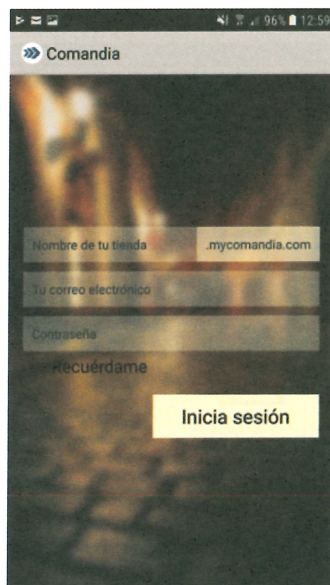 96% 12:59
Comandia
Nombre de tu tienda .mycomandia.com
Tu correo electrónico
Contraseña
Recuérdame
Inicia sesión